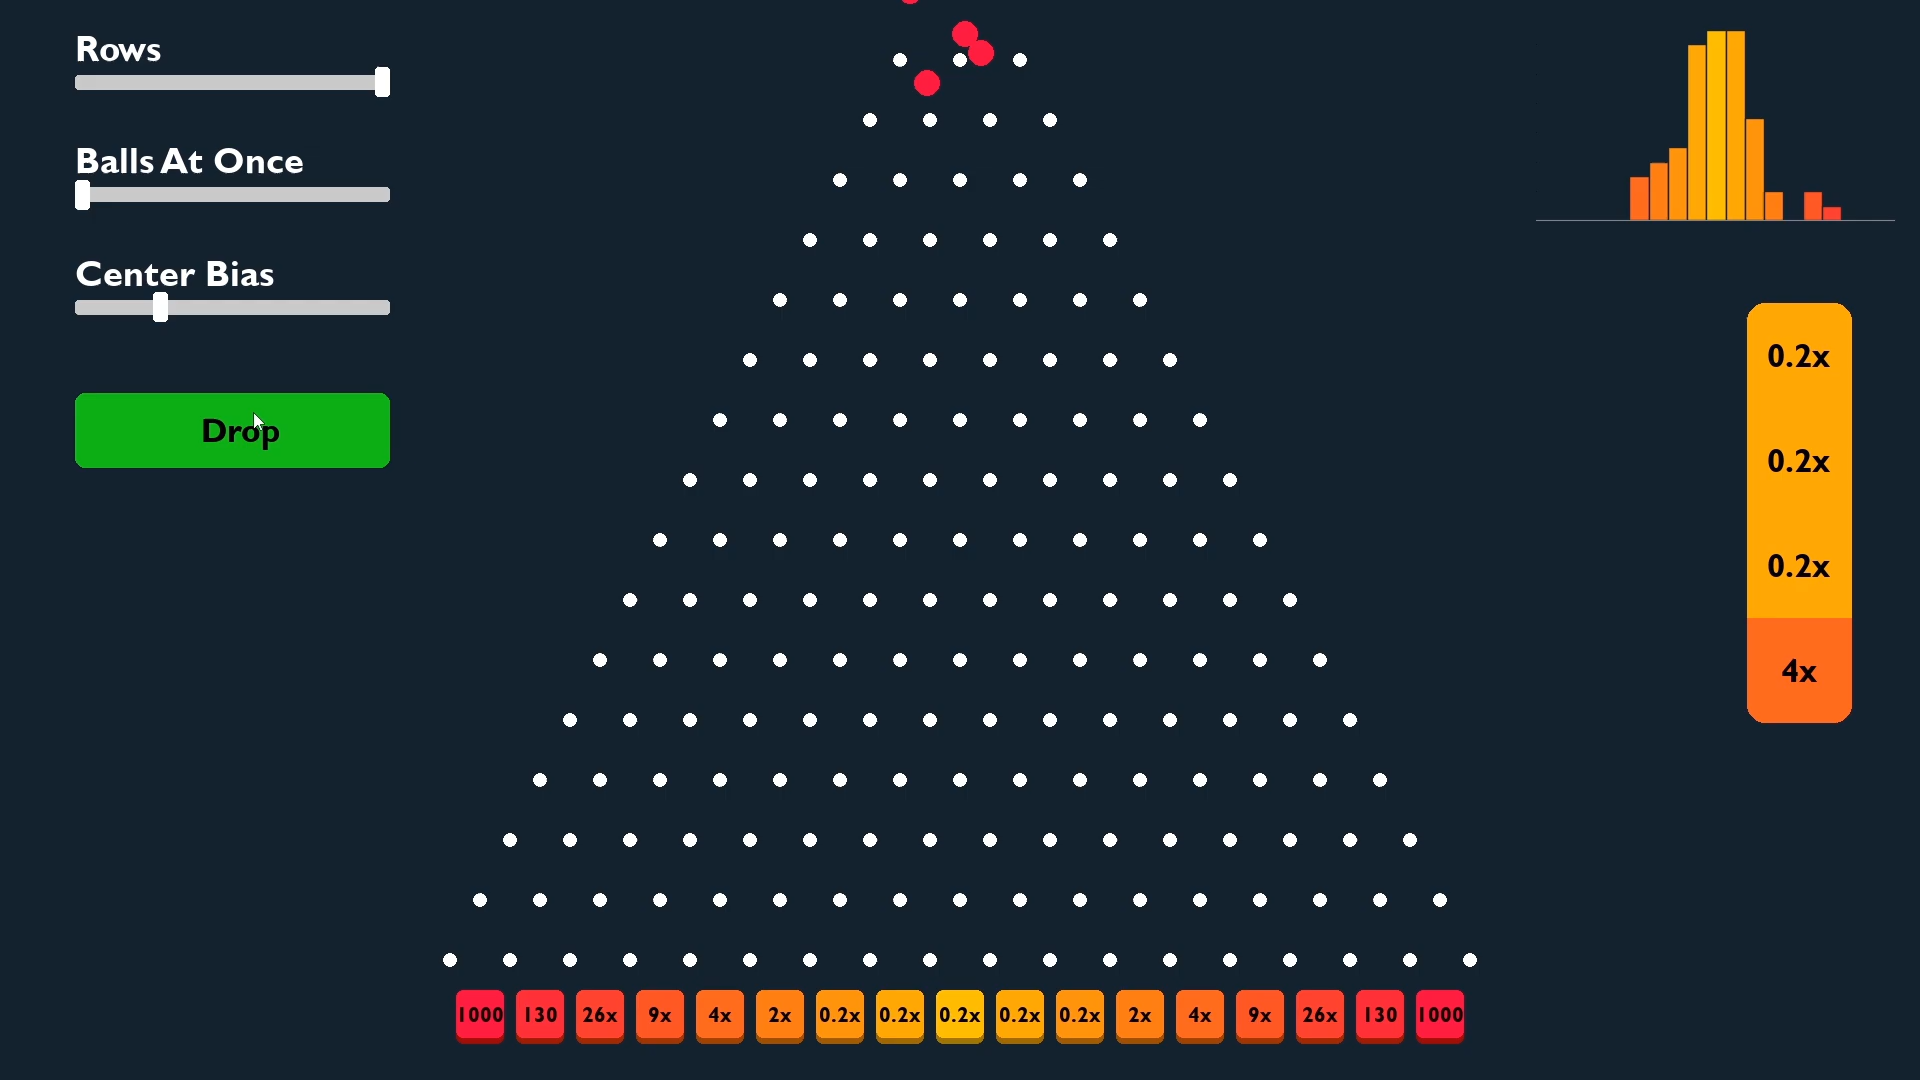 Rows
Balls At Once
Center Bias
Drop
0.2x
0.2x
0.2x
4x
1000 130 26x 9x 4x 2x 0.2x 0.2x 0.2x 0.2x 0.2x 2x 4x 9x 26x 130 1000